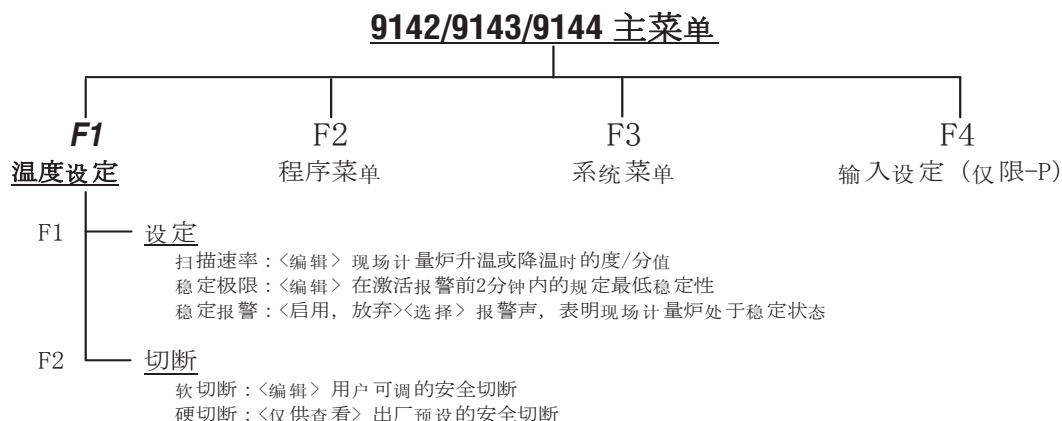 9142/9143/9144 主菜单
F1 F2 F3 F4
温度设定 程序菜单 系统菜单 输入设定 (仅限-P)
F1 设定
扫描速率：<编辑> 现场计量炉升温或降温时的度/分值
稳定极限：<编辑> 在激活报警前2分钟内的规定最低稳定性
稳定报警：<启用, 放弃><选择> 报警声, 表明现场计量炉处于稳定状态
F2 切断
软切断：<编辑> 用户可调的安全切断
硬切断：<仅供查看> 出厂预设的安全切断